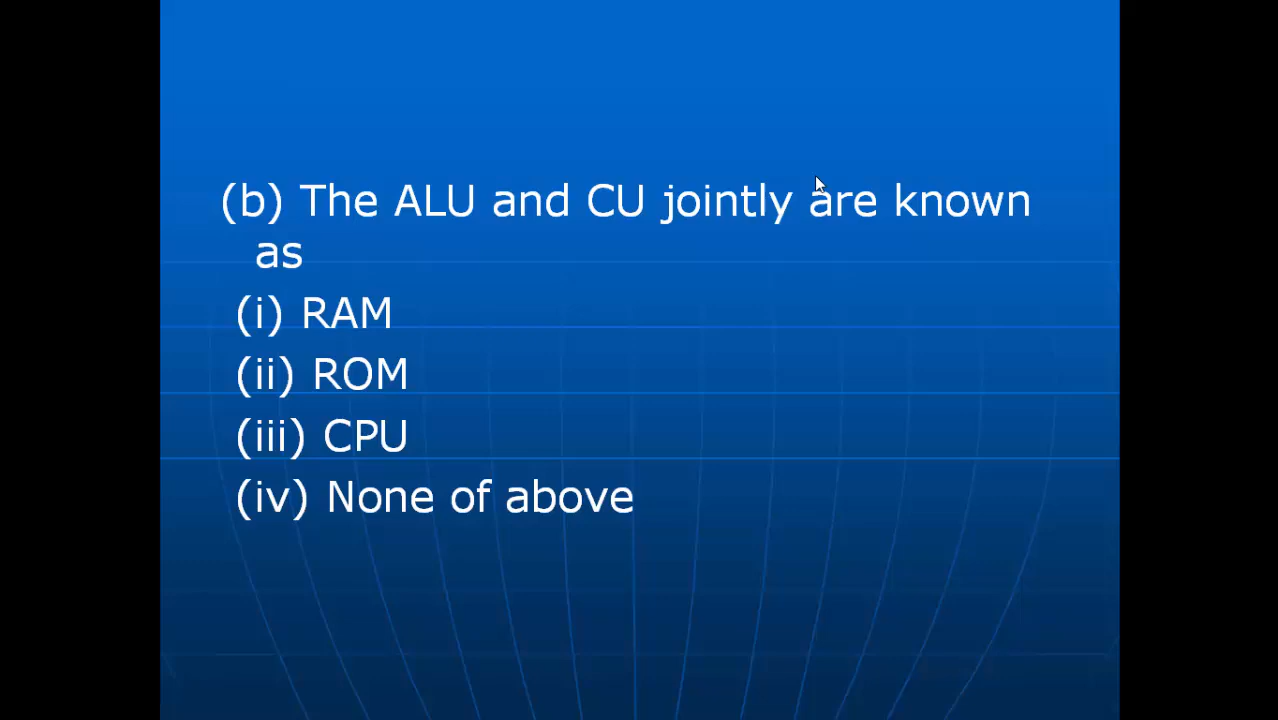 (b) The ALU and CU jointly are known
as
(i) RAM
(ii) ROM
(iii) CPU
(iv) None of above